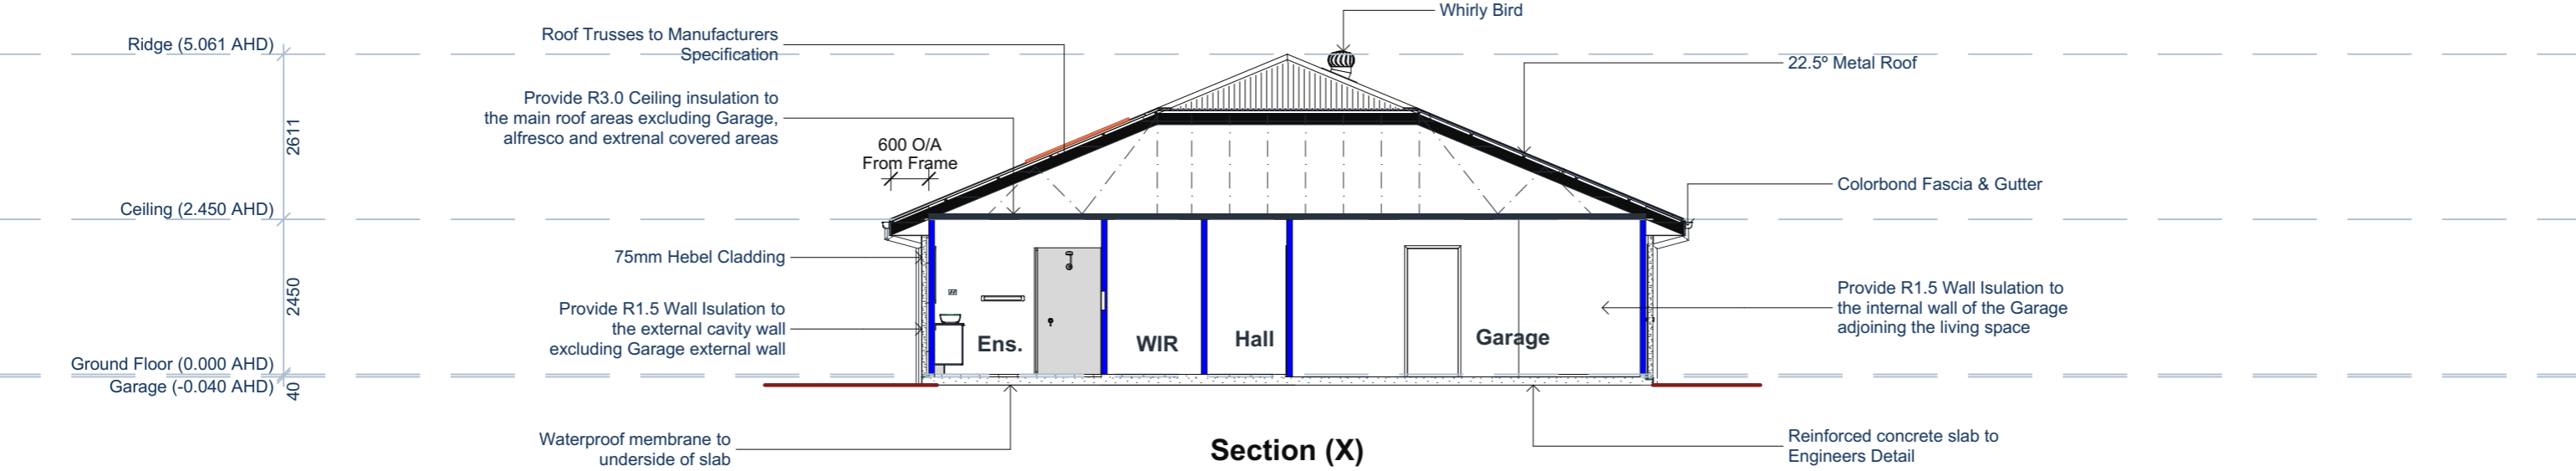 Whirly Bird
Ridge (5.061 AHD)
Roof Trusses to Manufacturers
Specification
22.5º Metal Roof
Provide R3.0 Ceiling insulation to
the main roof areas excluding Garage,
alfresco and extrenal covered areas
2611
600 O/A
From Frame
Colorbond Fascia & Gutter
Ceiling (2.450 AHD)
75mm Hebel Cladding
2450
Provide R1.5 Wall Isulation to
the external cavity wall
excluding Garage external wall
Ens.
WIR
Hall
Garage
Provide R1.5 Wall Isulation to
the internal wall of the Garage
adjoining the living space
Ground Floor (0.000 AHD)
Garage (-0.040 AHD)
40
Waterproof membrane to
underside of slab
Section (X)
Reinforced concrete slab to
Engineers Detail